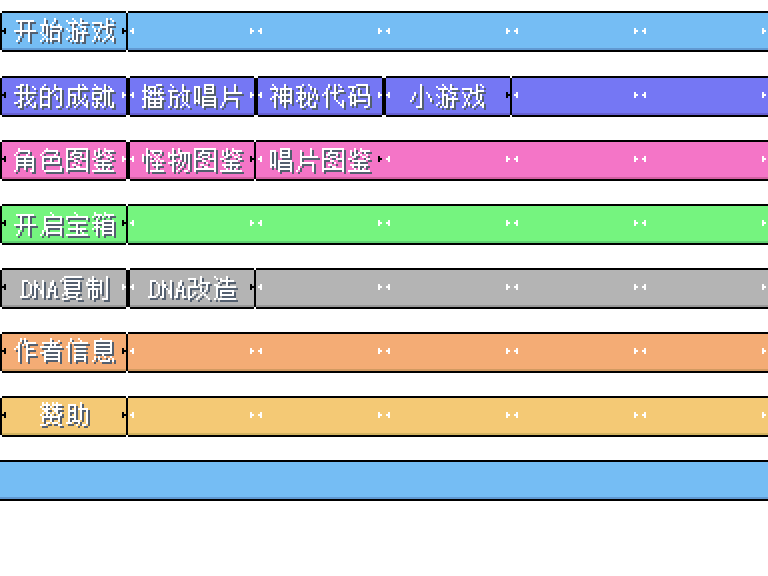 开始游戏
我的成就 播放唱片 神秘代码 小游戏
角色图鉴 怪物图鉴 唱片图鉴
开启宝箱
DNA复制 DNA改造
作者信息
赞助